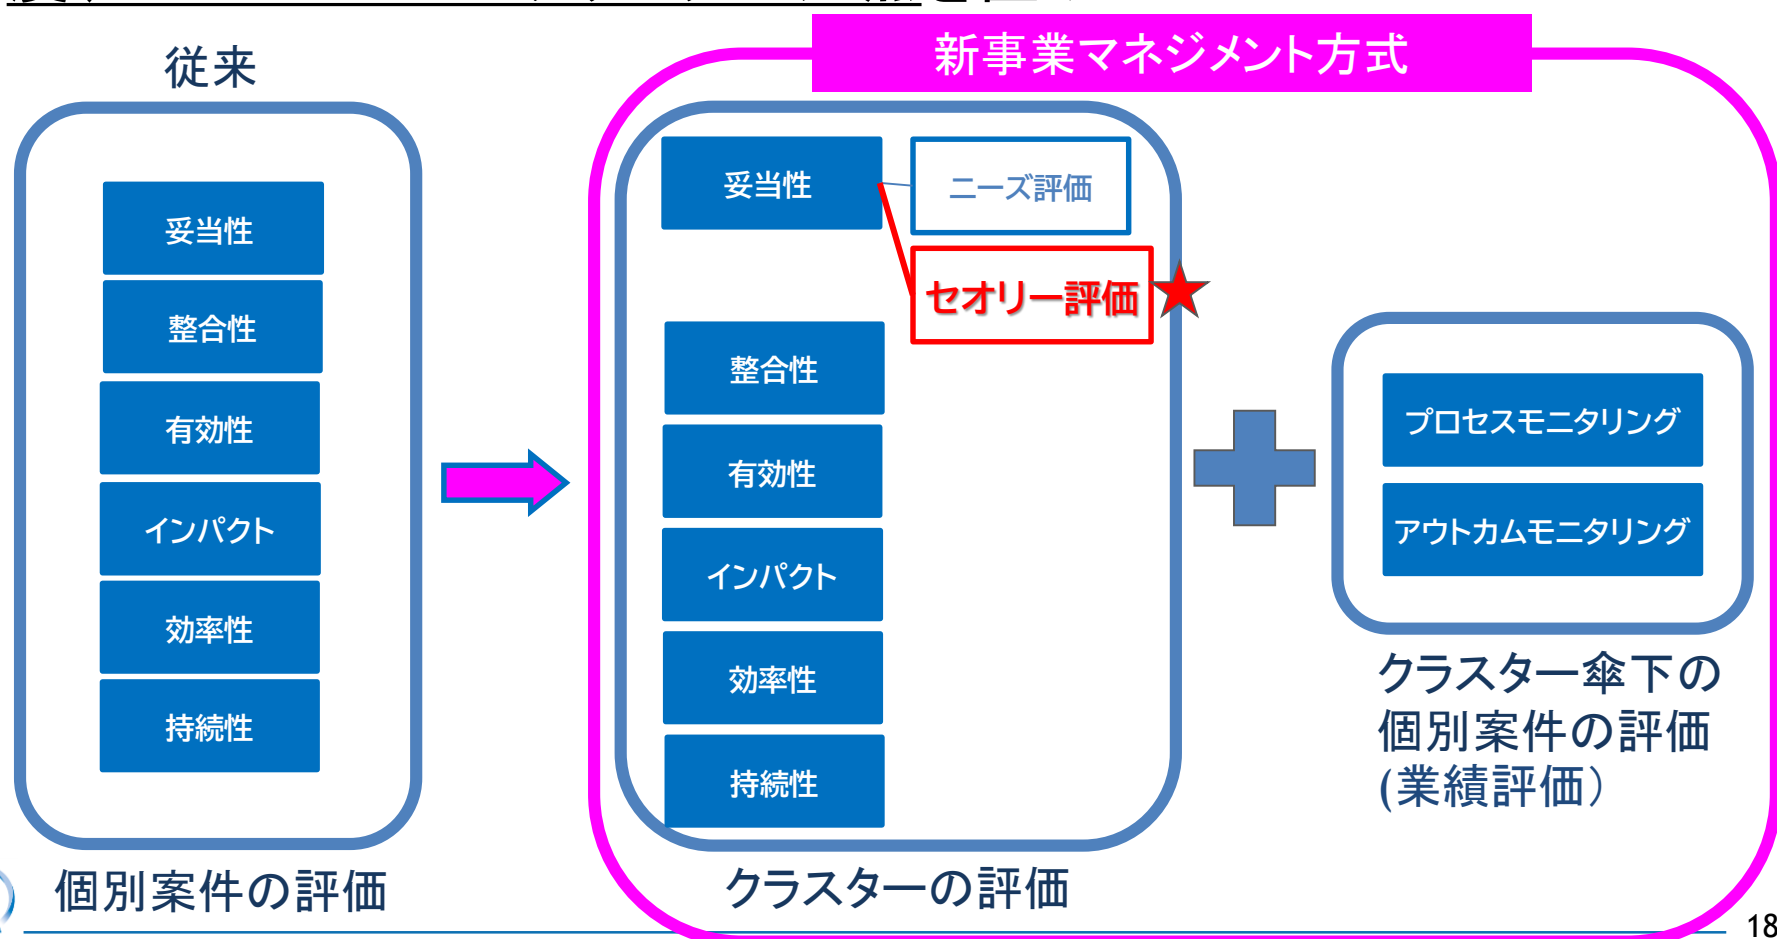 従来
妥当性
整合性
有効性
インパクト
効率性
持続性
個別案件の評価
新事業マネジメント方式
妥当性
ニーズ評価
セオリー評価
整合性
有効性
インパクト
効率性
持続性
クラスターの評価
プロセスモニタリング
アウトカムモニタリング
クラスター傘下の
個別案件の評価
(業績評価）
18